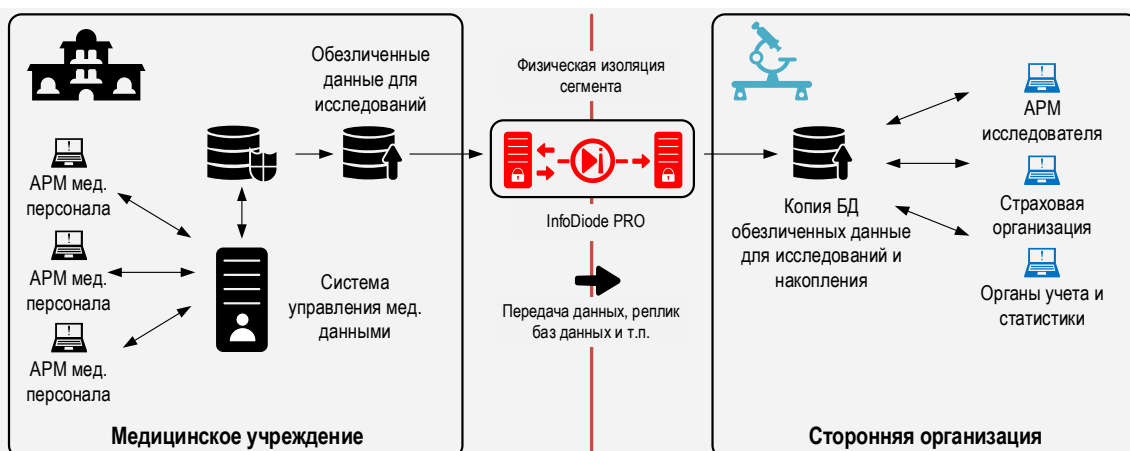 Обезличенные
данные для
исследований
АРМ мед.
персонала
АРМ мед.
персонала
АРМ мед.
персонала
Система
управления мед.
данными
Медицинское учреждение
Физическая изоляция
сегмента
InfoDiode PRO
Передача данных, реплик
баз данных и т.п.
Копия БД
обезличенных данные
для исследований и
накопления
АРМ
исследователя
Страховая
организация
Органы учета и
статистики
Сторонняя организация